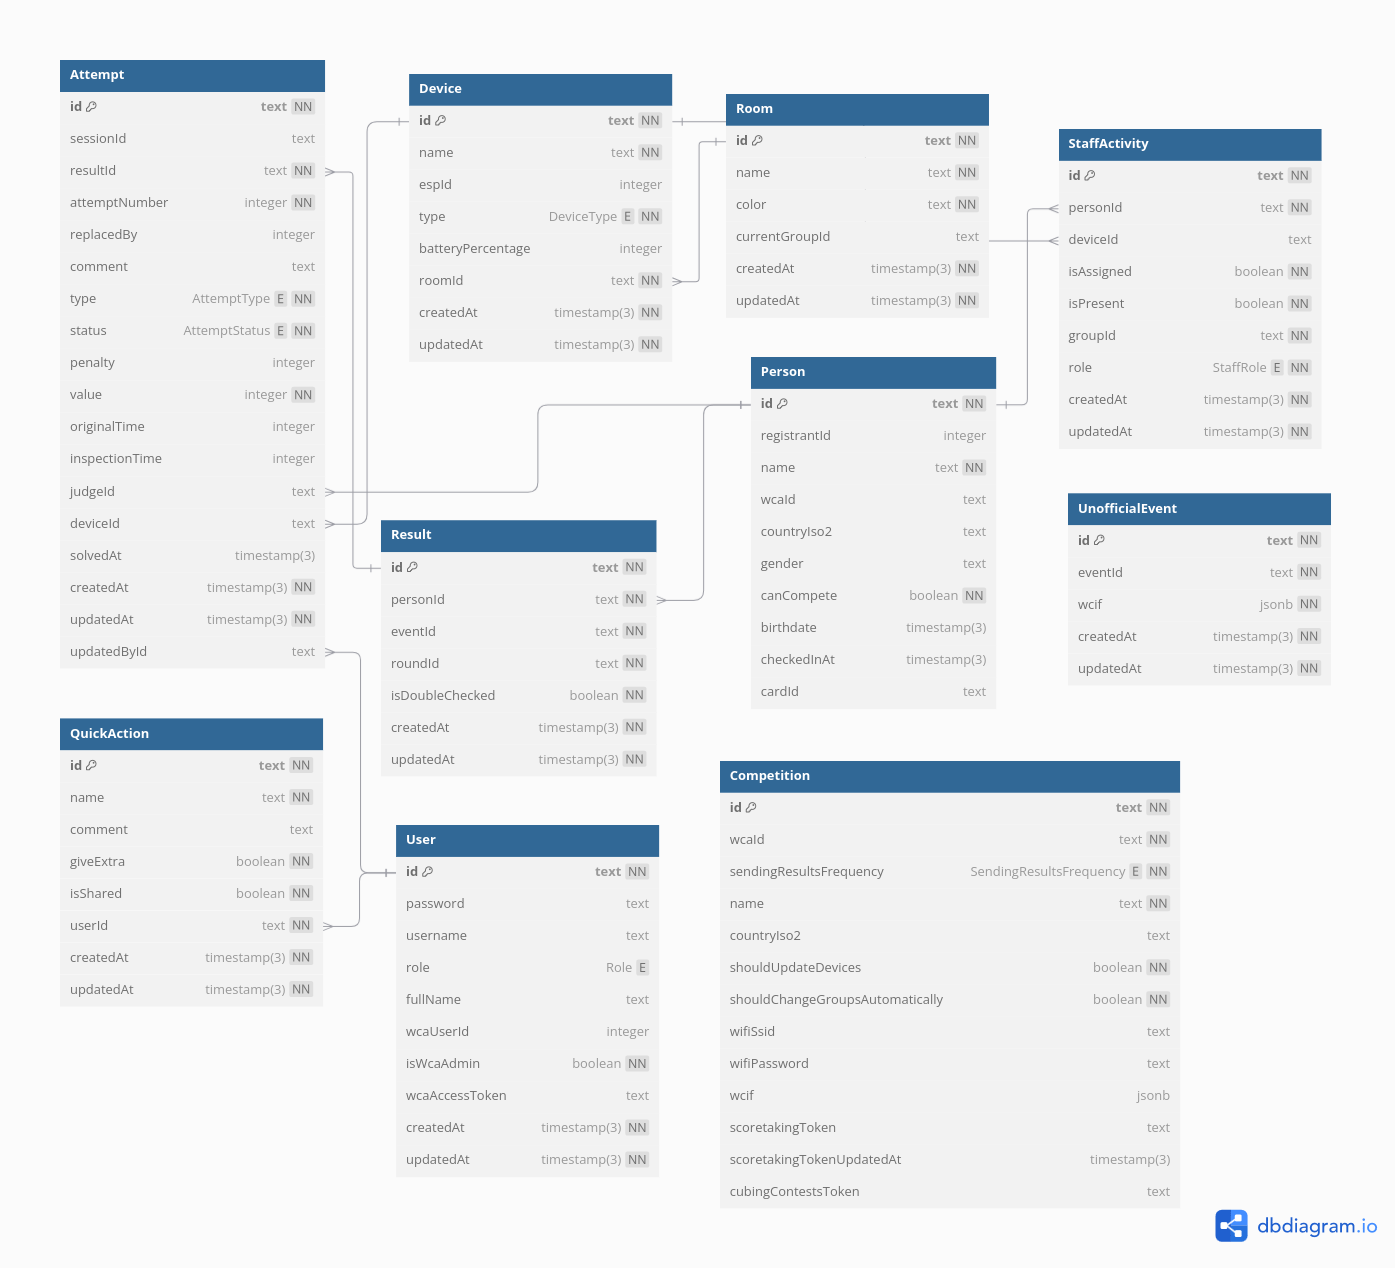 Attempt
id text NN
sessionId text
resultId text NN
attemptNumber integer NN
replacedBy integer
comment text
type AttemptType E NN
status AttemptStatus E NN
penalty integer
value integer NN
originalTime integer
inspectionTime integer
judgeId text
deviceId text
solvedAt timestamp(3)
createdAt timestamp(3) NN
updatedAt timestamp(3) NN
updatedById text
Device
id text NN
name text NN
espId integer
type DeviceType E NN
batteryPercentage integer
roomId text NN
createdAt timestamp(3) NN
updatedAt timestamp(3) NN
Room
id text NN
name text NN
color text NN
currentGroupId text
createdAt timestamp(3) NN
updatedAt timestamp(3) NN
StaffActivity
id text NN
personId text NN
deviceId text
isAssigned boolean NN
isPresent boolean NN
groupId text NN
role StaffRole E NN
createdAt timestamp(3) NN
updatedAt timestamp(3) NN
Person
id text NN
registrantId integer
name text NN
wcaId text
countryIso2 text
gender text
canCompete boolean NN
birthdate timestamp(3)
checkedInAt timestamp(3)
cardId text
Result
id text NN
personId text NN
eventId text NN
roundId text NN
isDoubleChecked boolean NN
createdAt timestamp(3) NN
updatedAt timestamp(3) NN
UnofficialEvent
id text NN
eventId text NN
wcif jsonb NN
createdAt timestamp(3) NN
updatedAt timestamp(3) NN
QuickAction
id text NN
name text NN
comment text
giveExtra boolean NN
isShared boolean NN
userId text NN
createdAt timestamp(3) NN
updatedAt timestamp(3) NN
User
id text NN
password text
username text
role Role E
fullName text
wcaUserId integer
isWcaAdmin boolean NN
wcaAccessToken text
createdAt timestamp(3) NN
updatedAt timestamp(3) NN
Competition
id text NN
wcaId text NN
sendingResultsFrequency SendingResultsFrequency E NN
name text NN
countryIso2 text
shouldUpdateDevices boolean NN
shouldChangeGroupsAutomatically boolean NN
wifiSsid text
wifiPassword text
wcif jsonb
scoretakingToken text
scoretakingTokenUpdatedAt timestamp(3)
cubingContestsToken text
dbdiagram.io